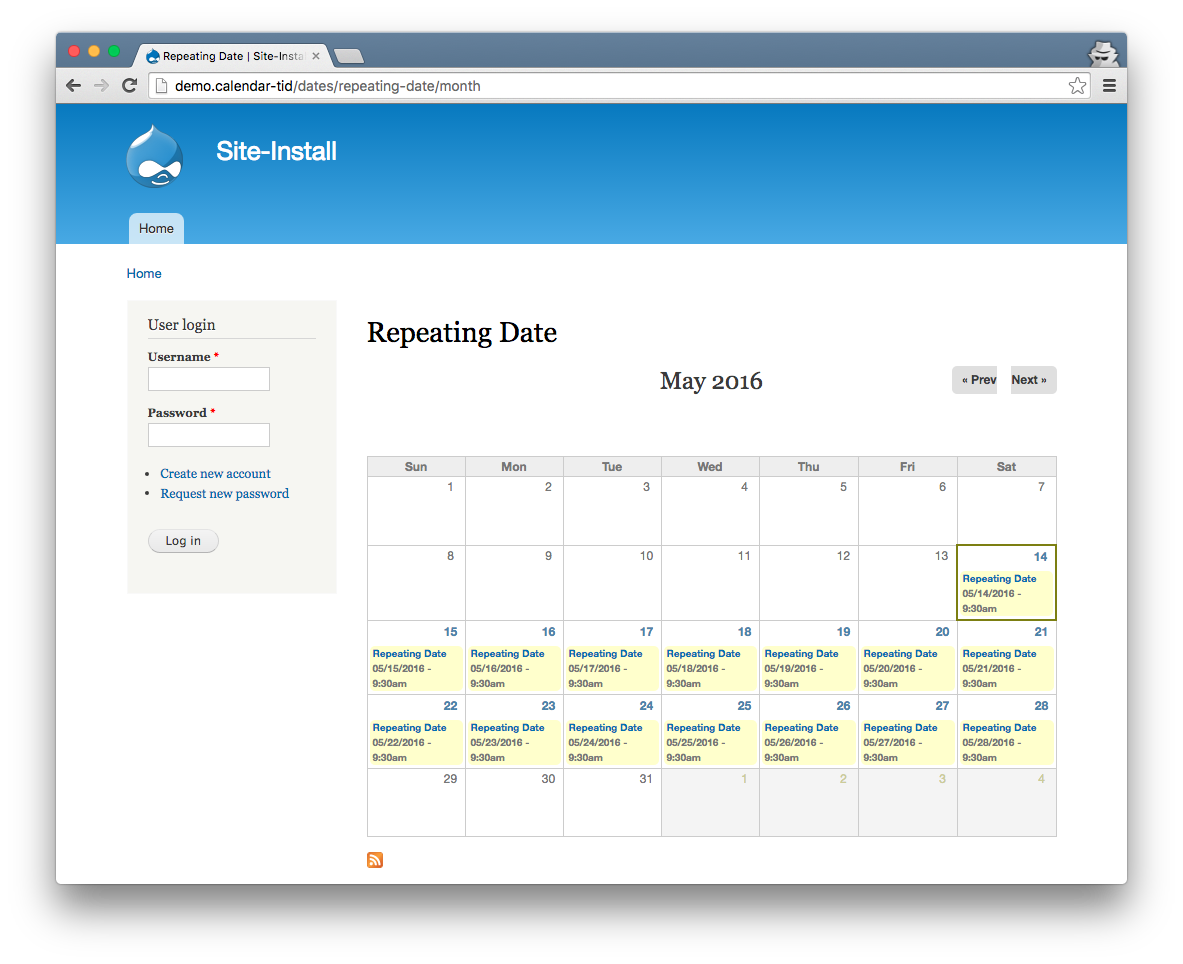 Repeating Date | Site-Insta
demo.calendar-tid/dates/repeating-date/month
Site-Install
Home
Home
User login
Username *
Password *
Create new account
Request new password
Log in
Repeating Date
May 2016
« Prev
Next »
Sun Mon Tue Wed Thu Fri Sat
1 2 3 4 5 6 7
8 9 10 11 12 13 14
Repeating Date
05/14/2016 -
9:30am
15 16 17 18 19 20 21
Repeating Date Repeating Date Repeating Date Repeating Date Repeating Date Repeating Date Repeating Date
05/15/2016 - 05/16/2016 - 05/17/2016 - 05/18/2016 - 05/19/2016 - 05/20/2016 - 05/21/2016 -
9:30am 9:30am 9:30am 9:30am 9:30am 9:30am 9:30am
22 23 24 25 26 27 28
Repeating Date Repeating Date Repeating Date Repeating Date Repeating Date Repeating Date Repeating Date
05/22/2016 - 05/23/2016 - 05/24/2016 - 05/25/2016 - 05/26/2016 - 05/27/2016 - 05/28/2016 -
9:30am 9:30am 9:30am 9:30am 9:30am 9:30am 9:30am
29 30 31 1 2 3 4